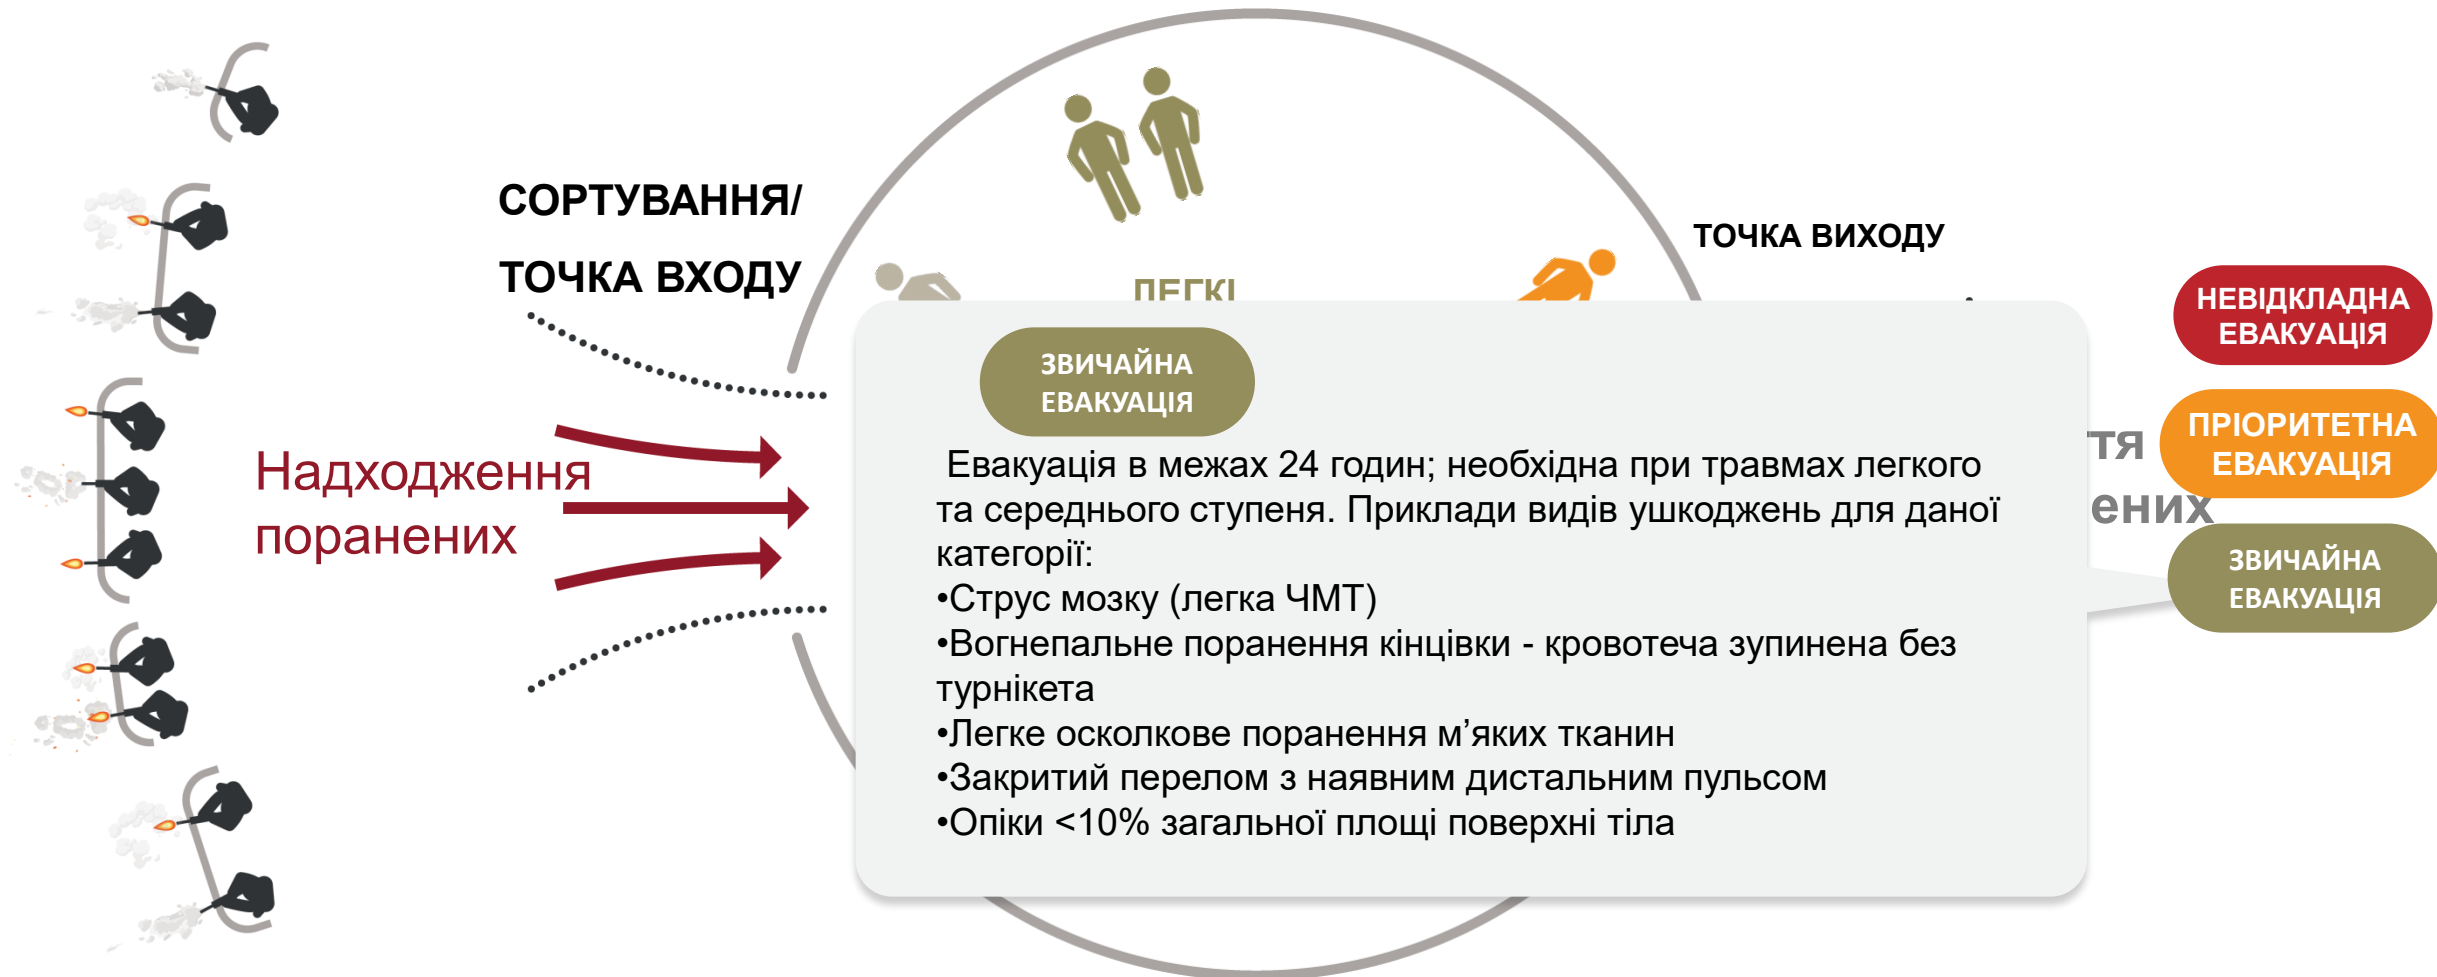 СОРТУВАННЯ/
ТОЧКА ВХОДУ
Надходження
поранених
ЛЕГКІ
ТОЧКА ВИХОДУ
ЗВИЧАЙНА
ЕВАКУАЦІЯ
Евакуація в межах 24 годин; необхідна при травмах легкого
та середнього ступеня. Приклади видів ушкоджень для даної
категорії:
•Струс мозку (легка ЧМТ)
•Вогнепальне поранення кінцівки - кровотеча зупинена без
турнікета
•Легке осколкове поранення м’яких тканин
•Закритий перелом з наявним дистальним пульсом
•Опіки <10% загальної площі поверхні тіла
НЕВІДКЛАДНА
ЕВАКУАЦІЯ
ПРІОРИТЕТНА
ЕВАКУАЦІЯ
ЗВИЧАЙНА
ЕВАКУАЦІЯ